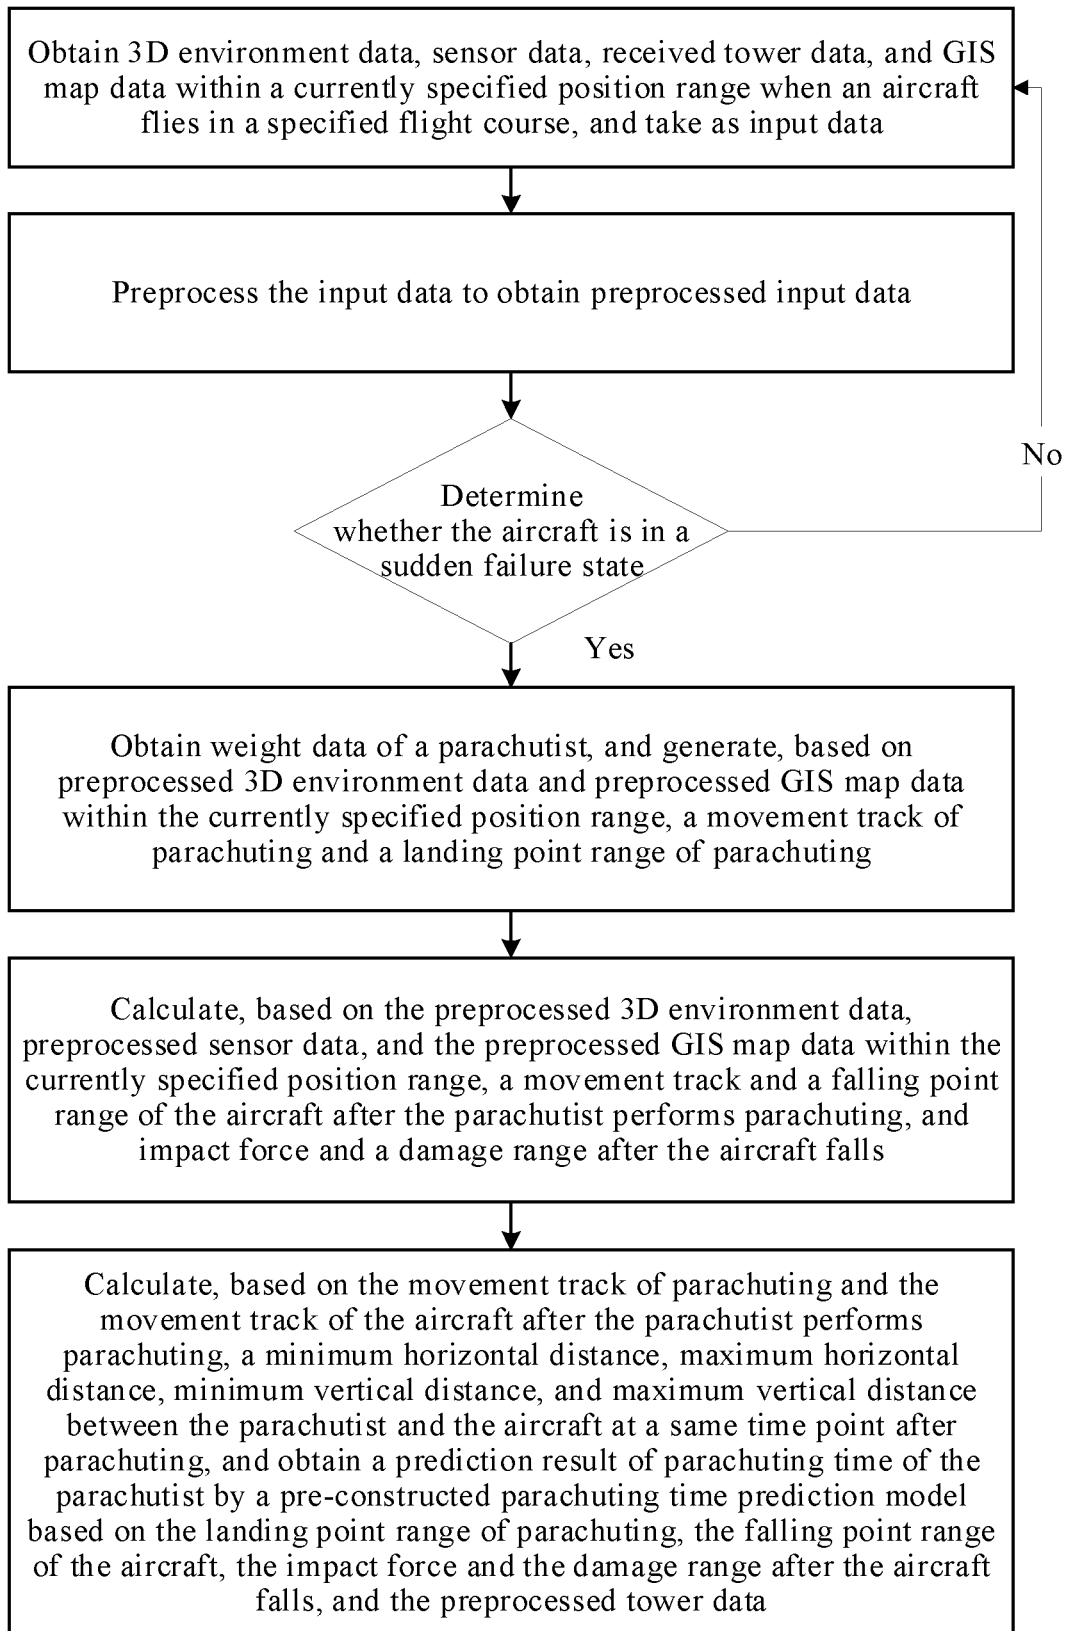 Obtain 3D environment data, sensor data, received tower data, and GIS
map data within a currently specified position range when an aircraft
flies in a specified flight course, and take as input data
Preprocess the input data to obtain preprocessed input data
No
Determine
whether the aircraft is in a
sudden failure state
Yes
Obtain weight data of a parachutist, and generate, based on
preprocessed 3D environment data and preprocessed GIS map data
within the currently specified position range, a movement track of
parachuting and a landing point range of parachuting
Calculate, based on the preprocessed 3D environment data,
preprocessed sensor data, and the preprocessed GIS map data within the
currently specified position range, a movement track and a falling point
range of the aircraft after the parachutist performs parachuting, and
impact force and a damage range after the aircraft falls
Calculate, based on the movement track of parachuting and the
movement track of the aircraft after the parachutist performs
parachuting, a minimum horizontal distance, maximum horizontal
distance, minimum vertical distance, and maximum vertical distance
between the parachutist and the aircraft at a same time point after
parachuting, and obtain a prediction result of parachuting time of the
parachutist by a pre-constructed parachuting time prediction model
based on the landing point range of parachuting, the falling point range
of the aircraft, the impact force and the damage range after the aircraft
falls, and the preprocessed tower data